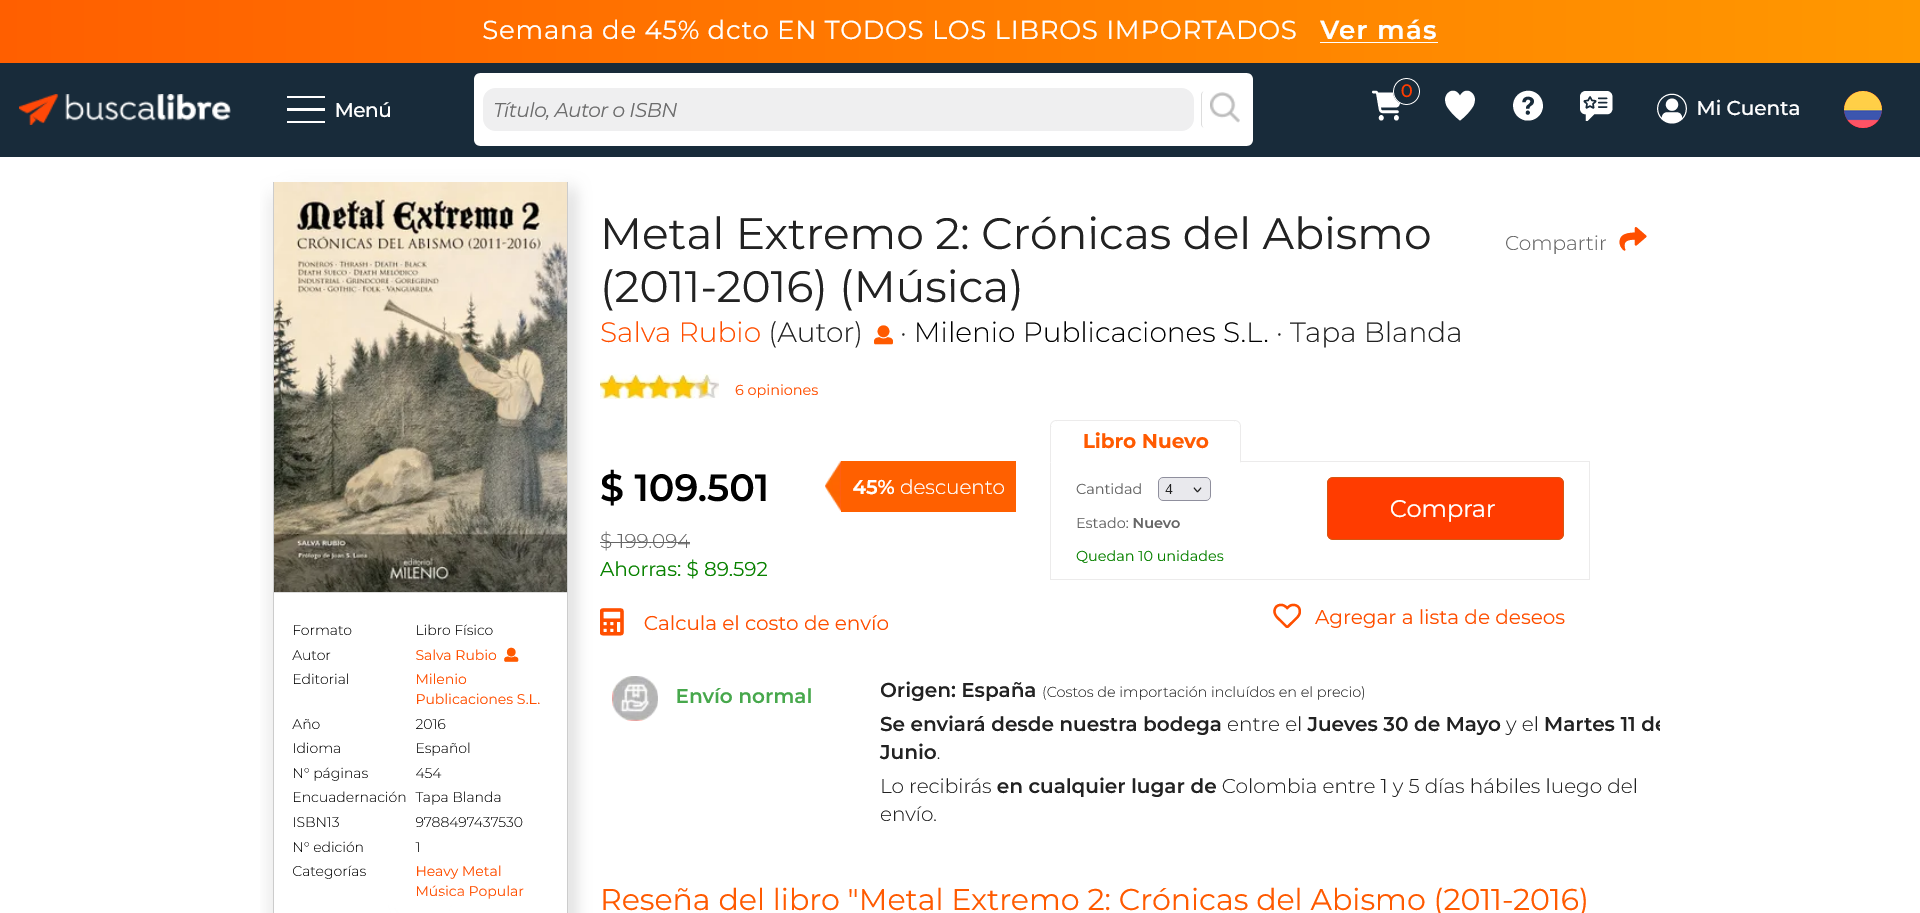 Semana de 45% dcto EN TODOS LOS LIBROS IMPORTADOS Ver más
buscalibre
Menú
Título, Autor o ISBN
0
Mi Cuenta
Metal Extremo 2
CRÓNICAS DEL ABISMO (2011-2016)
PIONEROS · THRASH · DEATH · BLACK
DEATH SUECO · DEATH MELÓDICO
INDUSTRIAL · GRINDCORE · GOREGRIND
DOOM · GOTHIC · FOLK · VANGUARDIA
SALVA RUBIO
Prólogo de Juan S. Luna
editorial
MILENIO
Formato Libro Físico
Autor Salva Rubio
Editorial Milenio
Publicaciones S.L.
Año 2016
Idioma Español
N° páginas 454
Encuadernación Tapa Blanda
ISBN13 9788497437530
N° edición 1
Categorías Heavy Metal
Música Popular
Metal Extremo 2: Crónicas del Abismo
(2011-2016) (Música)
Compartir
Salva Rubio (Autor) · Milenio Publicaciones S.L. · Tapa Blanda
6 opiniones
$ 109.501
45% descuento
$ 199.094
Ahorras: $ 89.592
Libro Nuevo
Cantidad 4
Estado: Nuevo
Quedan 10 unidades
Comprar
Calcula el costo de envío
Agregar a lista de deseos
Envío normal
Origen: España (Costos de importación incluídos en el precio)
Se enviará desde nuestra bodega entre el Jueves 30 de Mayo y el Martes 11 de
Junio.
Lo recibirás en cualquier lugar de Colombia entre 1 y 5 días hábiles luego del
envío.
Reseña del libro "Metal Extremo 2: Crónicas del Abismo (2011-2016)